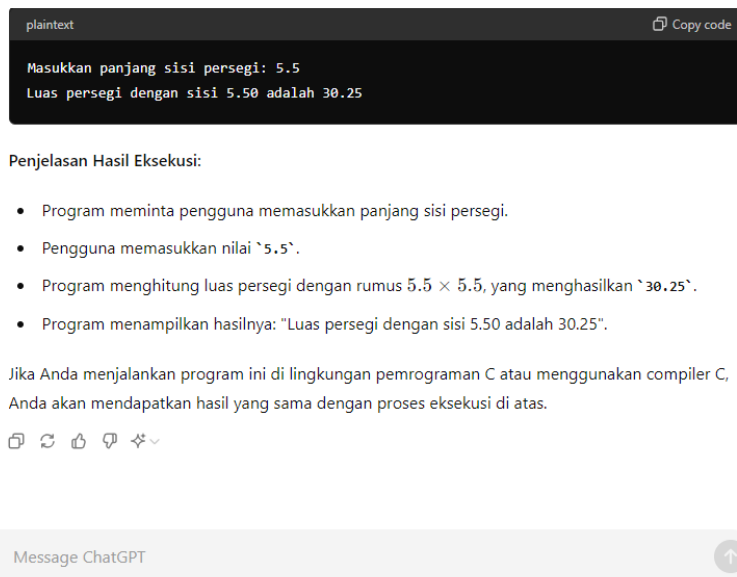 plaintext
Copy code
Masukkan panjang sisi persegi: 5.5
Luas persegi dengan sisi 5.50 adalah 30.25
Penjelasan Hasil Eksekusi:
• Program meminta pengguna memasukkan panjang sisi persegi.
• Pengguna memasukkan nilai `5.5`.
• Program menghitung luas persegi dengan rumus 5.5 × 5.5, yang menghasilkan `30.25`.
• Program menampilkan hasilnya: "Luas persegi dengan sisi 5.50 adalah 30.25".
Jika Anda menjalankan program ini di lingkungan pemrograman C atau menggunakan compiler C,
Anda akan mendapatkan hasil yang sama dengan proses eksekusi di atas.
Message ChatGPT